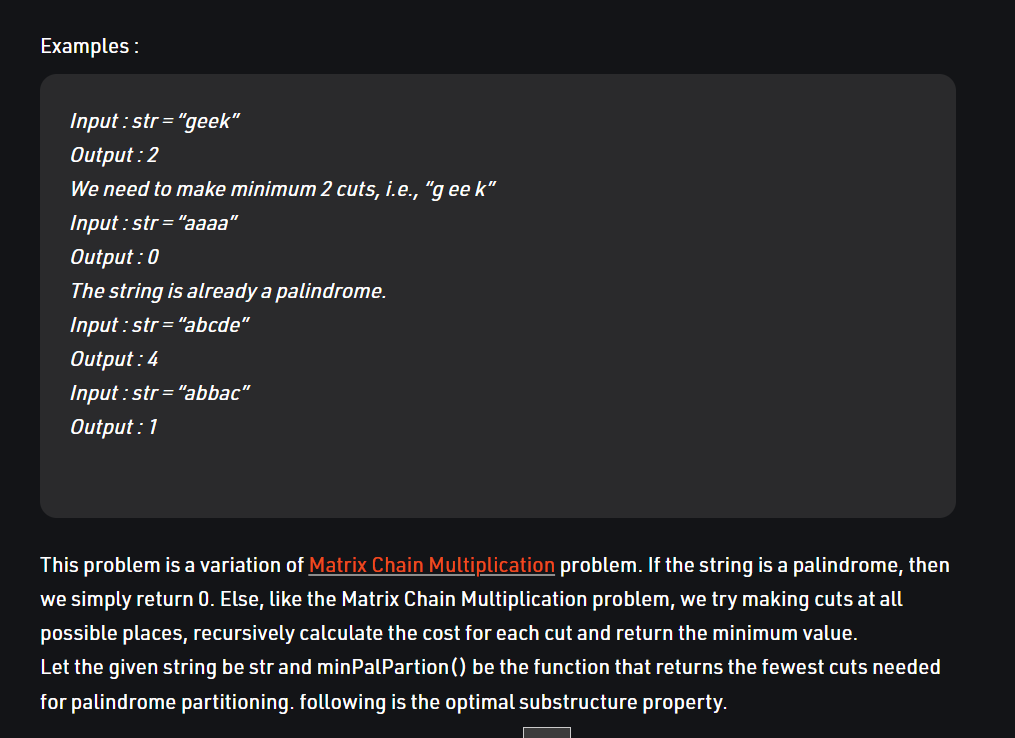 Examples :
Input : str = “geek”
Output : 2
We need to make minimum 2 cuts, i.e., “g ee k”
Input : str = “aaaa”
Output : 0
The string is already a palindrome.
Input : str = “abcde”
Output : 4
Input : str = “abbac”
Output : 1
This problem is a variation of Matrix Chain Multiplication problem. If the string is a palindrome, then
we simply return 0. Else, like the Matrix Chain Multiplication problem, we try making cuts at all
possible places, recursively calculate the cost for each cut and return the minimum value.
Let the given string be str and minPalPartion() be the function that returns the fewest cuts needed
for palindrome partitioning. following is the optimal substructure property.